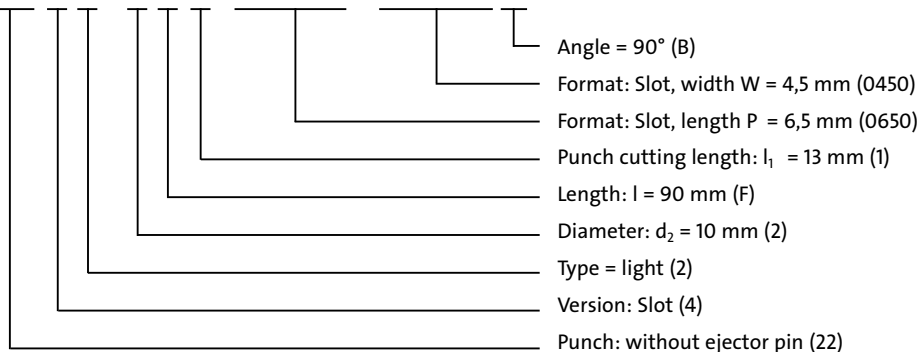 Angle = 90° (B)
Format: Slot, width W = 4,5 mm (0450)
Format: Slot, length P = 6,5 mm (0650)
Punch cutting length: l₁ = 13 mm (1)
Length: l = 90 mm (F)
Diameter: d₂ = 10 mm (2)
Type = light (2)
Version: Slot (4)
Punch: without ejector pin (22)